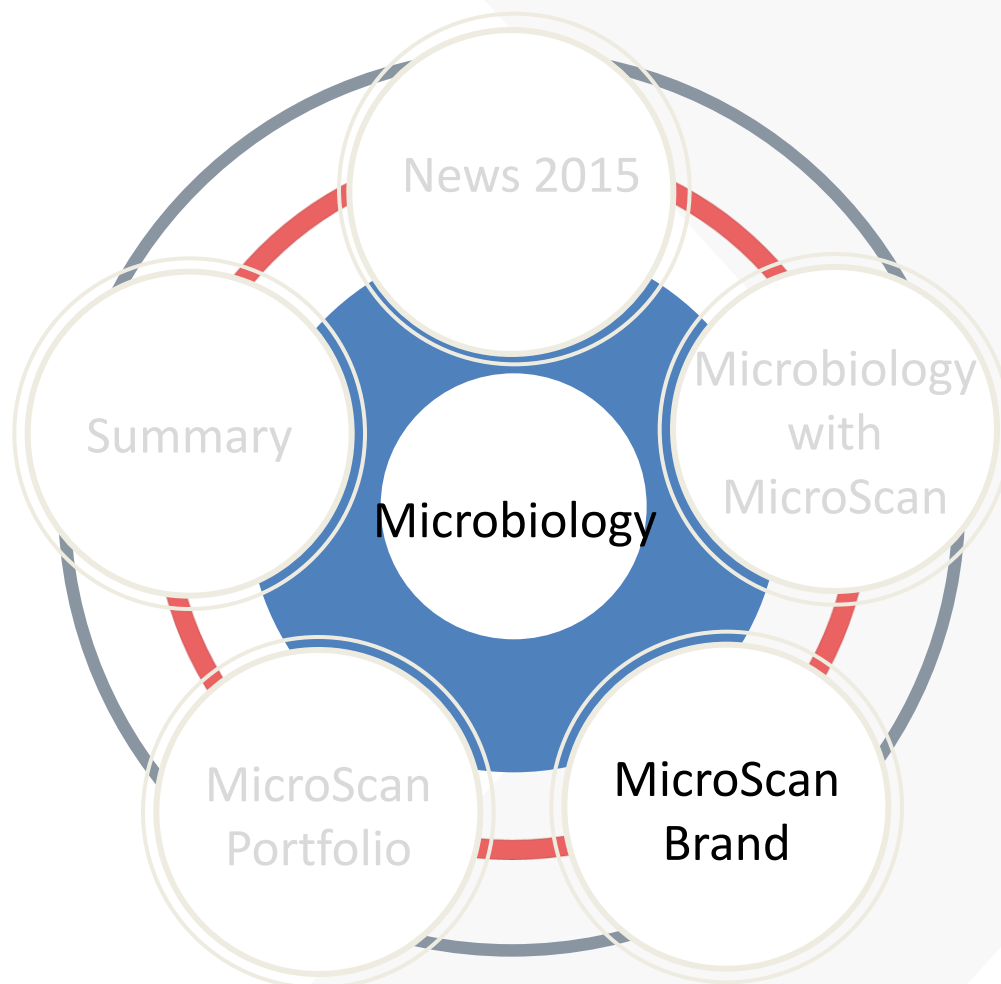 News 2015
Microbiology
with
MicroScan
Summary
Microbiology
MicroScan
Brand
MicroScan
Portfolio